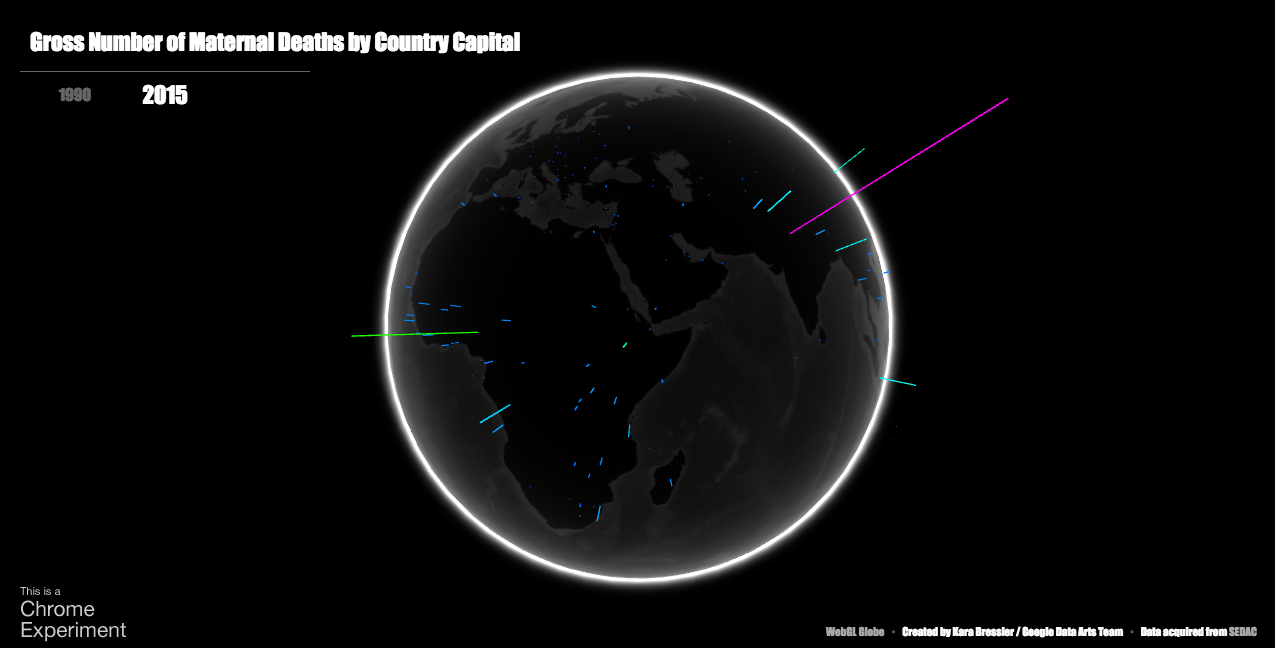 Gross Number of Maternal Deaths by Country Capital
1990 2015
This is a
Chrome
Experiment
WebGL Globe • Created by Kara Bressler / Google Data Arts Team • Data acquired from SEDAC